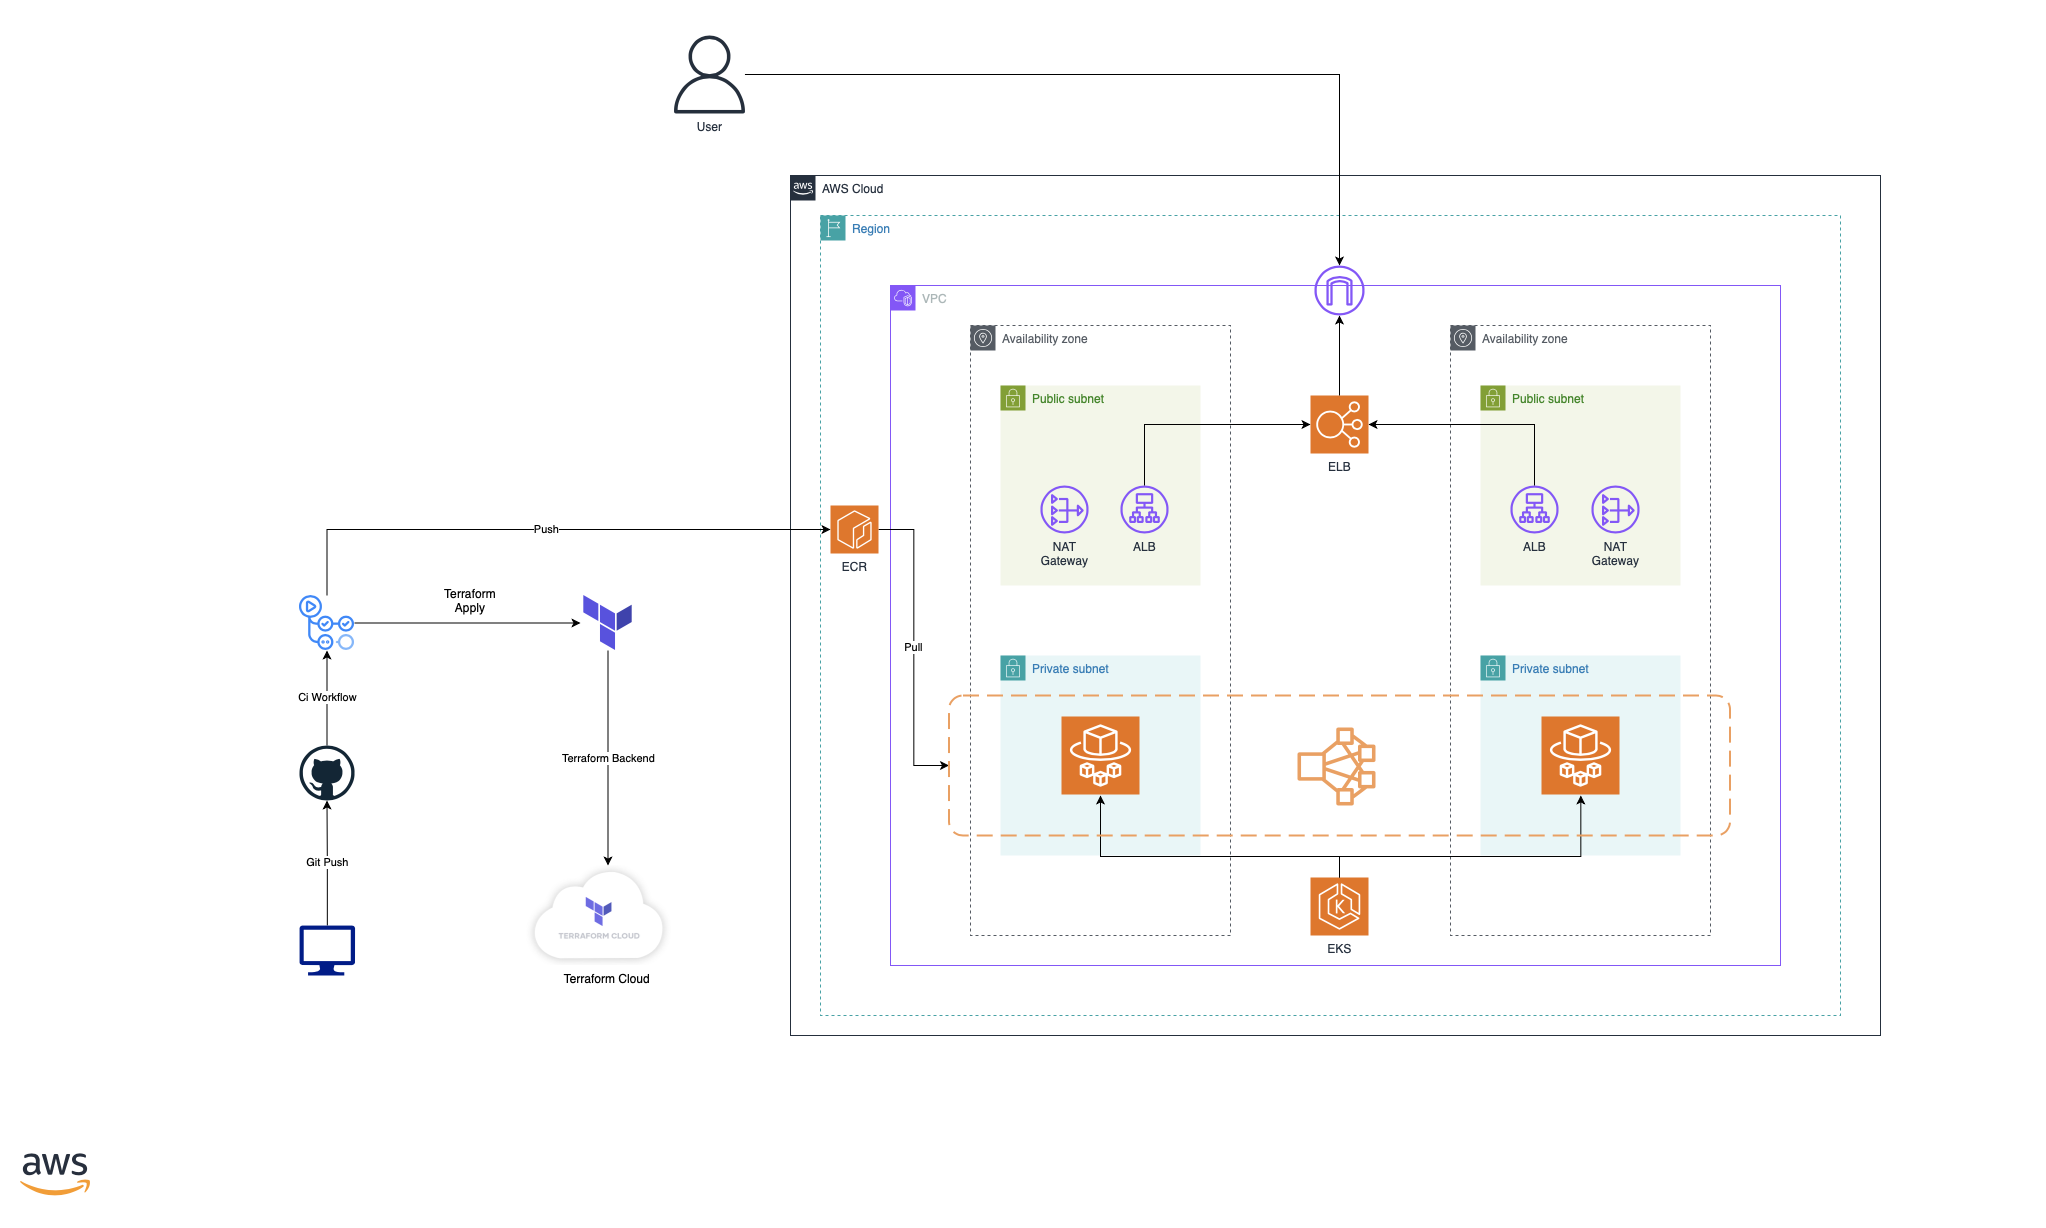 User
aws
AWS Cloud
Region
VPC
Availability zone
Availability zone
Public subnet
Public subnet
ELB
NAT
Gateway
ALB
ALB
NAT
Gateway
Push
ECR
Terraform
Apply
Pull
Private subnet
Private subnet
Ci Workflow
Terraform Backend
Git Push
K
TERRAFORM CLOUD
EKS
Terraform Cloud
aws